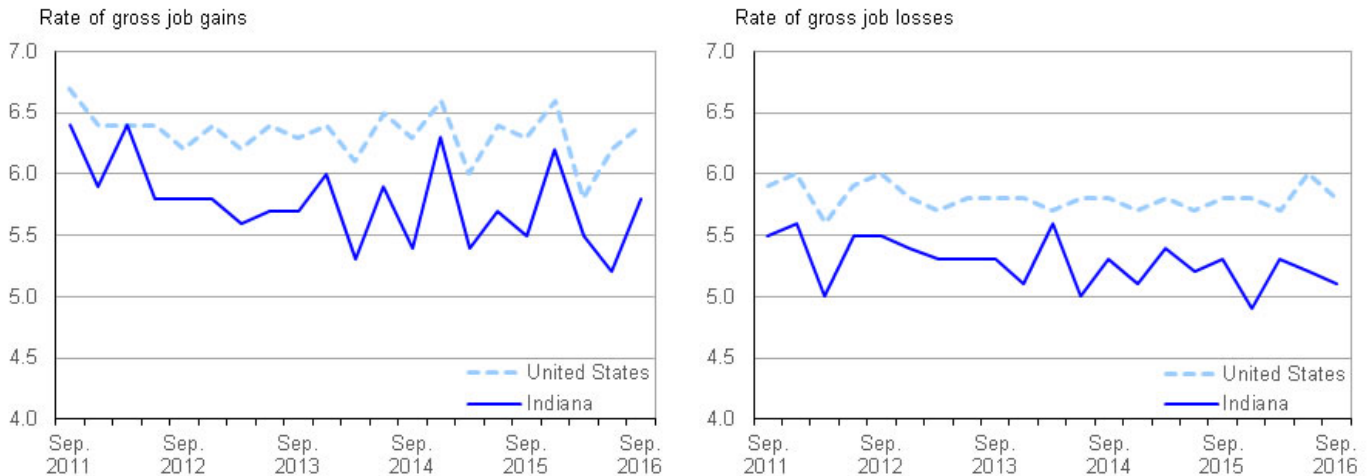 Rate of gross job gains
7.0
6.5
6.0
5.5
5.0
4.5
4.0
United States
Indiana
Sep. 2011
Sep. 2012
Sep. 2013
Sep. 2014
Sep. 2015
Sep. 2016
Rate of gross job losses
7.0
6.5
6.0
5.5
5.0
4.5
4.0
United States
Indiana
Sep. 2011
Sep. 2012
Sep. 2013
Sep. 2014
Sep. 2015
Sep. 2016